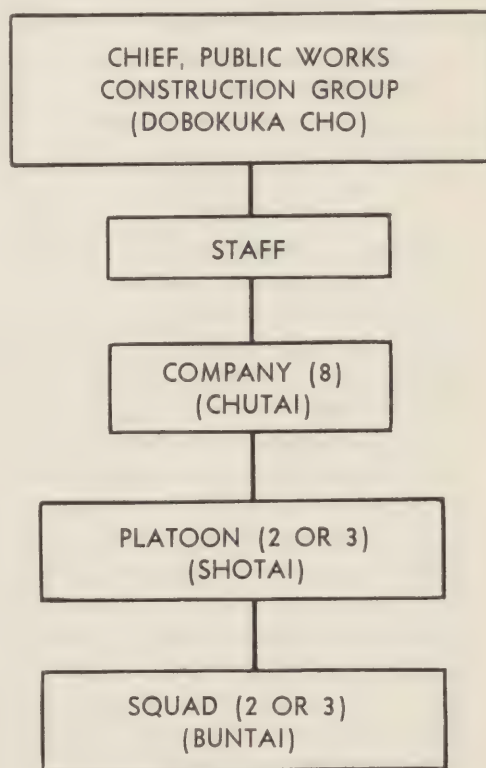 CHIEF, PUBLIC WORKS
CONSTRUCTION GROUP
(DOBOKUKA CHO)
STAFF
COMPANY (8)
(CHUTAI)
PLATOON (2 OR 3)
(SHOTAI)
SQUAD (2 OR 3)
(BUNTAI)